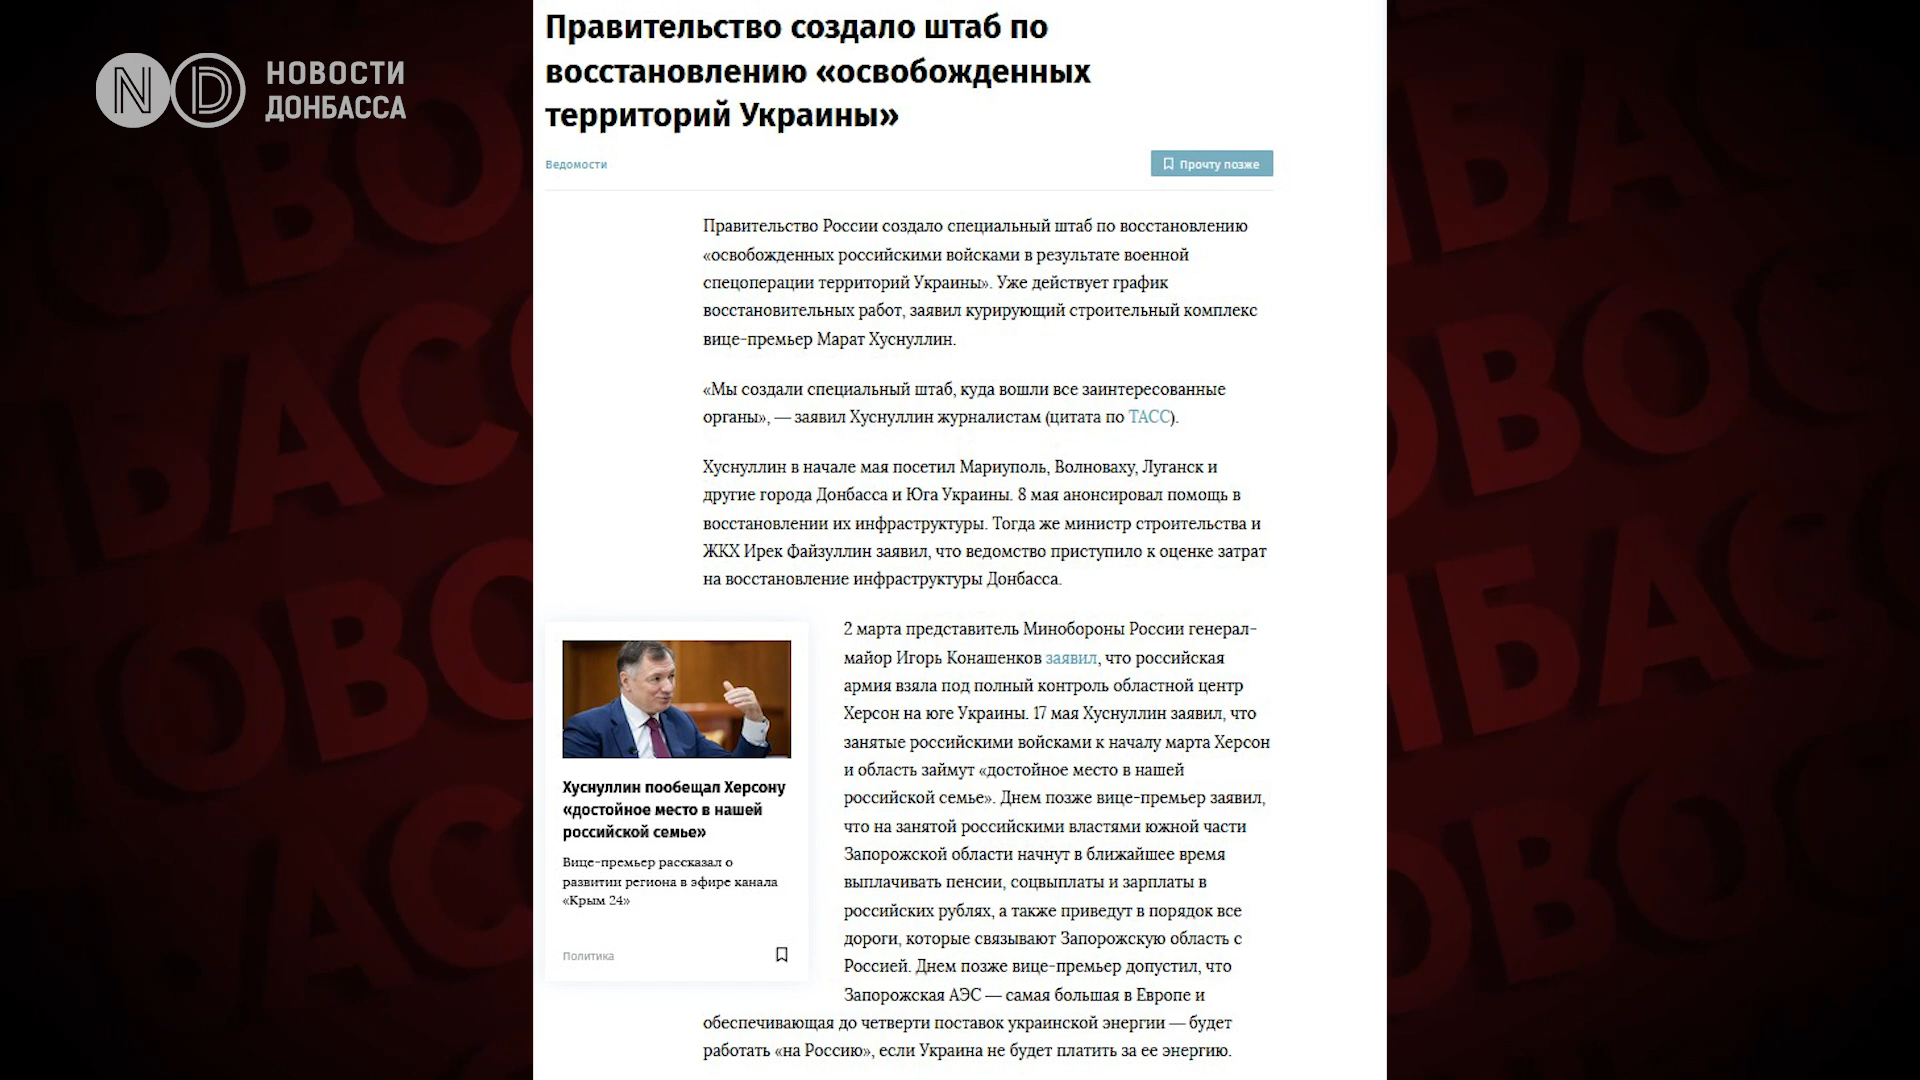 НОВОСТИ
ДОНБАССА
Правительство создало штаб по
восстановлению «освобожденных
территорий Украины»
Ведомости
Прочту позже
Правительство России создало специальный штаб по восстановлению
«освобожденных российскими войсками в результате военной
спецоперации территорий Украины». Уже действует график
восстановительных работ, заявил курирующий строительный комплекс
вице-премьер Марат Хуснуллин.
«Мы создали специальный штаб, куда вошли все заинтересованные
органы», — заявил Хуснуллин журналистам (цитата по ТАСС).
Хуснуллин в начале мая посетил Мариуполь, Волноваху, Луганск и
другие города Донбасса и Юга Украины. 8 мая анонсировал помощь в
восстановлении их инфраструктуры. Тогда же министр строительства и
ЖКХ Ирек Файзуллин заявил, что ведомство приступило к оценке затрат
на восстановление инфраструктуры Донбасса.
Хуснуллин пообещал Херсону
«достойное место в нашей
российской семье»
Вице-премьер рассказал о
развитии региона в эфире канала
«Крым 24»
Политика
2 марта представитель Минобороны России генерал-
майор Игорь Конашенков заявил, что российская
армия взяла под полный контроль областной центр
Херсон на юге Украины. 17 мая Хуснуллин заявил, что
занятые российскими войсками к началу марта Херсон
и область займут «достойное место в нашей
российской семье». Днем позже вице-премьер заявил,
что на занятой российскими властями южной части
Запорожской области начнут в ближайшее время
выплачивать пенсии, соцвыплаты и зарплаты в
российских рублях, а также приведут в порядок все
дороги, которые связывают Запорожскую область с
Россией. Днем позже вице-премьер допустил, что
Запорожская АЭС — самая большая в Европе и
обеспечивающая до четверти поставок украинской энергии — будет
работать «на Россию», если Украина не будет платить за ее энергию.